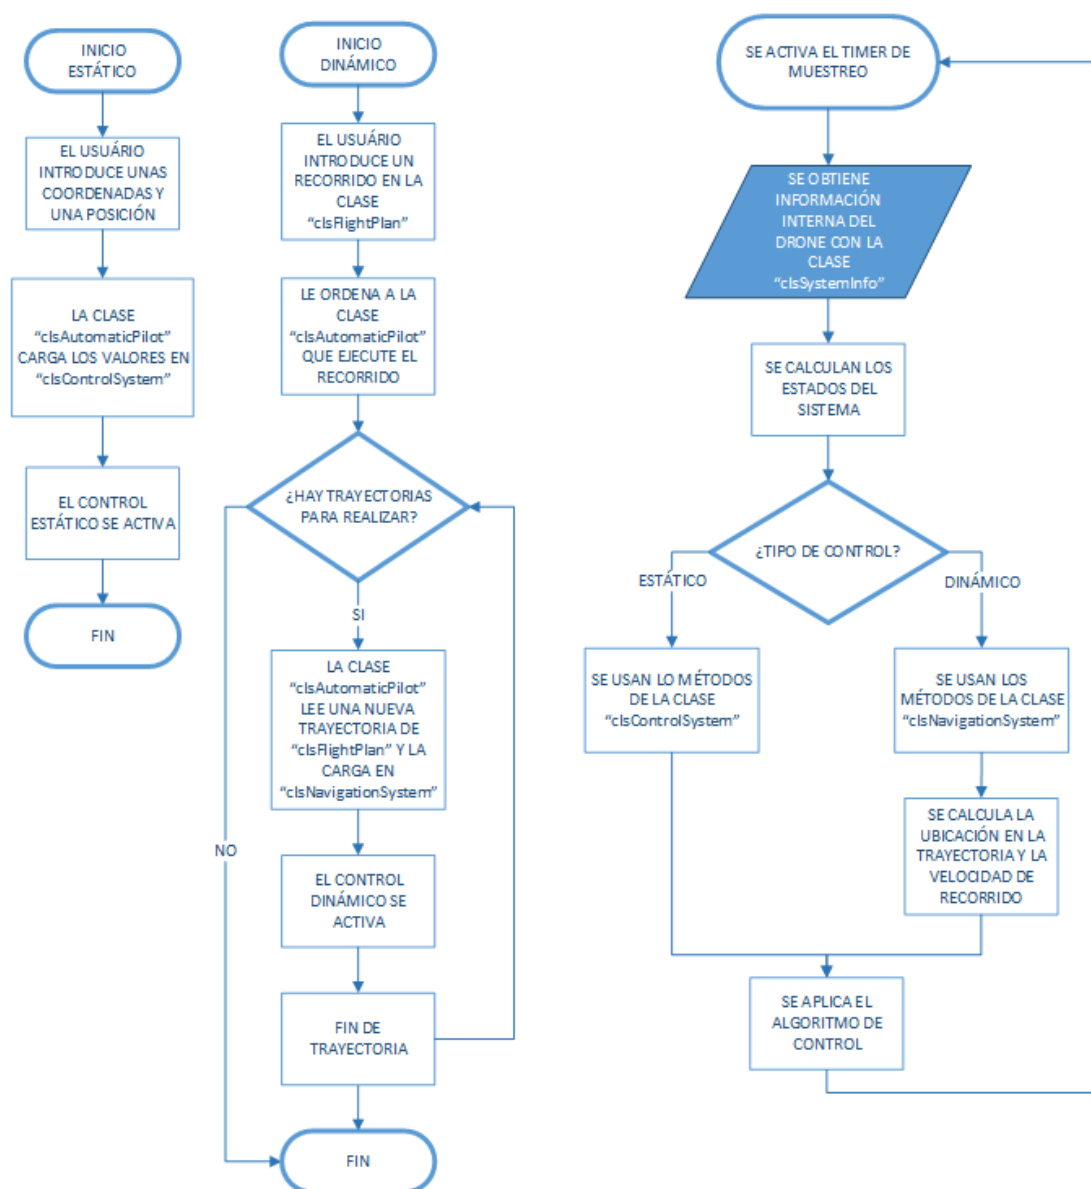 INICIO
ESTÁTICO
EL USUÁRIO
INTRODUCE UNAS
COORDENADAS Y
UNA POSICIÓN
LA CLASE
“clsAutomaticPilot”
CARGA LOS VALORES EN
“clsControlSystem”
EL CONTROL
ESTÁTICO SE ACTIVA
FIN
INICIO
DINÁMICO
EL USUÁRIO
INTRODUCE UN
RECORRIDO EN LA
CLASE
“clsFlightPlan”
LE ORDENA A LA
CLASE
“clsAutomaticPilot”
QUE EJECUTE EL
RECORRIDO
¿HAY TRAYECTORIAS
PARA REALIZAR?
SI
NO
LA CLASE
“clsAutomaticPilot”
LEE UNA NUEVA
TRAYECTORIA DE
“clsFlightPlan” Y LA
CARGA EN
“clsNavigationSystem”
EL CONTROL
DINÁMICO SE
ACTIVA
FIN DE
TRAYECTORIA
FIN
SE ACTIVA EL TIMER DE
MUESTREO
SE OBTIENE
INFORMACIÓN
INTERNA DEL
DRONE CON LA
CLASE
“clsSystemInfo”
SE CALCULAN LOS
ESTADOS DEL
SISTEMA
¿TIPO DE CONTROL?
ESTÁTICO
DINÁMICO
SE USAN LO MÉTODOS
DE LA CLASE
“clsControlSystem”
SE USAN LOS
MÉTODOS DE LA CLASE
“clsNavigationSystem”
SE CALCULA LA
UBICACIÓN EN LA
TRAYECTORIA Y LA
VELOCIDAD DE
RECORRIDO
SE APLICA EL
ALGORITMO DE
CONTROL